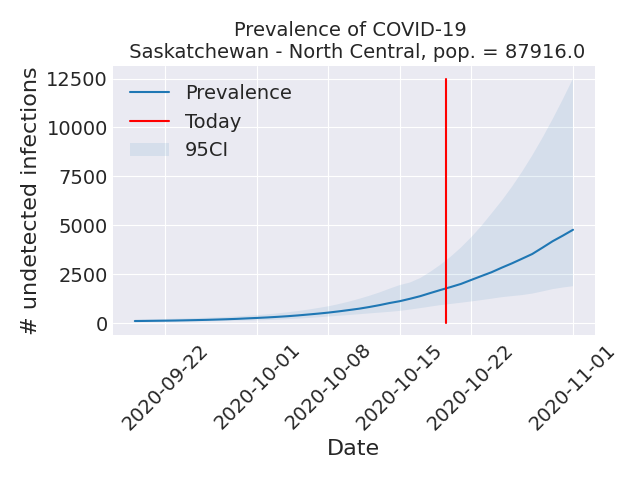 Prevalence of COVID-19
Saskatchewan - North Central, pop. = 87916.0
# undetected infections
12500
10000
7500
5000
2500
0
Prevalence
Today
95CI
2020-09-22
2020-10-01
2020-10-08
2020-10-15
2020-10-22
2020-11-01
Date